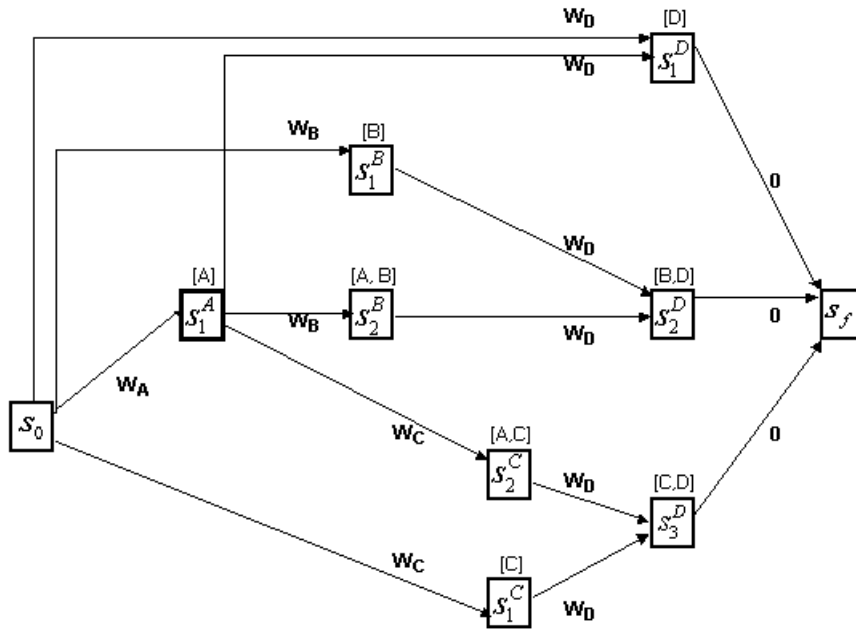 [D]
W_D
S_1^D
W_D
[B]
W_B
S_1^B
0
W_D
[A]
[A, B]
[B,D]
S_1^A
W_B
S_2^B
W_D
S_2^D
0
S_f
W_A
S_0
W_C
[A,C]
S_2^C
W_D
[C,D]
S_3^D
0
W_C
[C]
S_1^C
W_D